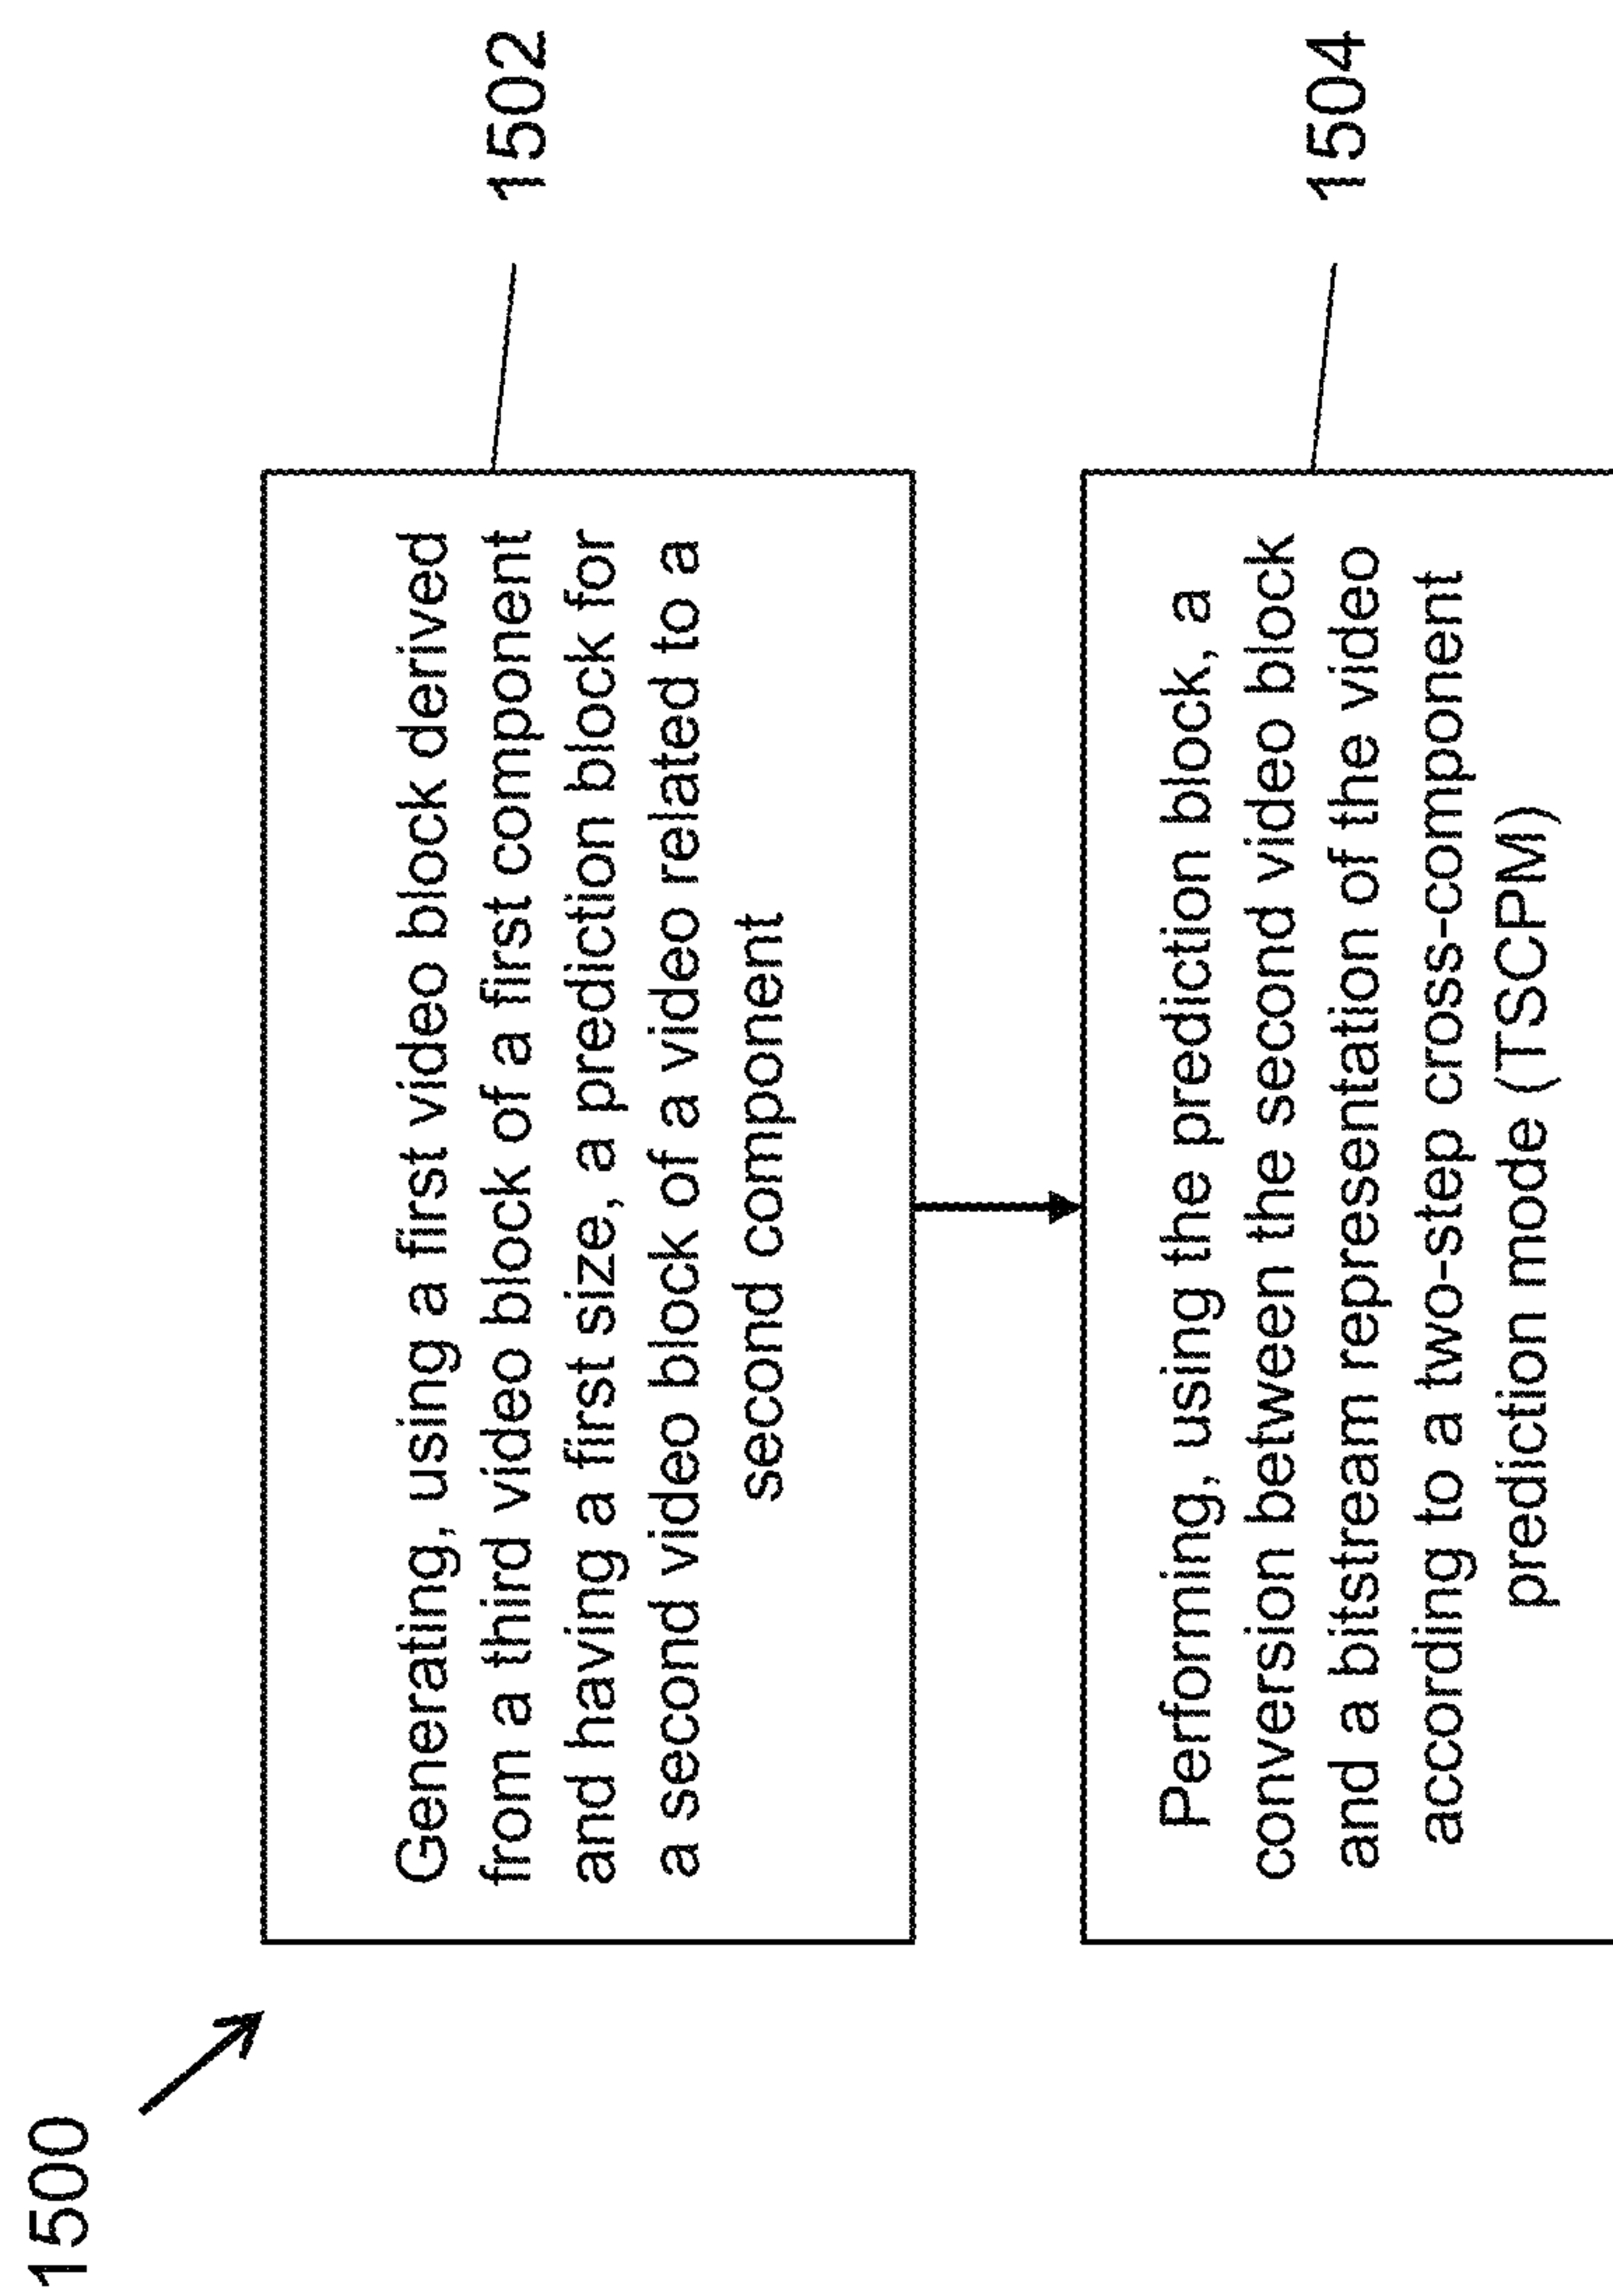 1500
Generating, using a first video block derived
from a third video block of a first component
and having a first size, a prediction block for
a second video block of a video related to a
second component
1502
Performing, using the prediction block, a
conversion between the second video block
and a bitstream representation of the video
according to a two-step cross-component
prediction mode (TSCPM)
1504